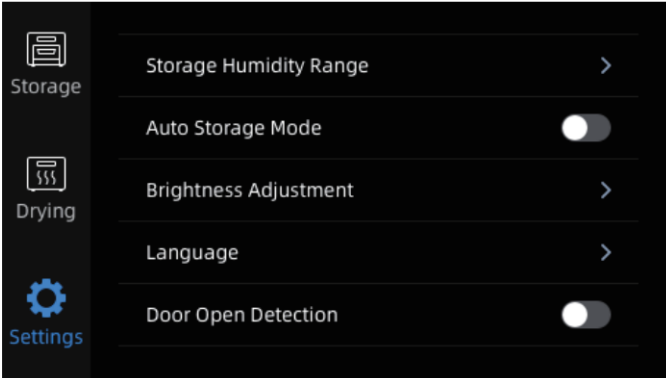 Storage
Drying
Settings
Storage Humidity Range
Auto Storage Mode
Brightness Adjustment
Language
Door Open Detection